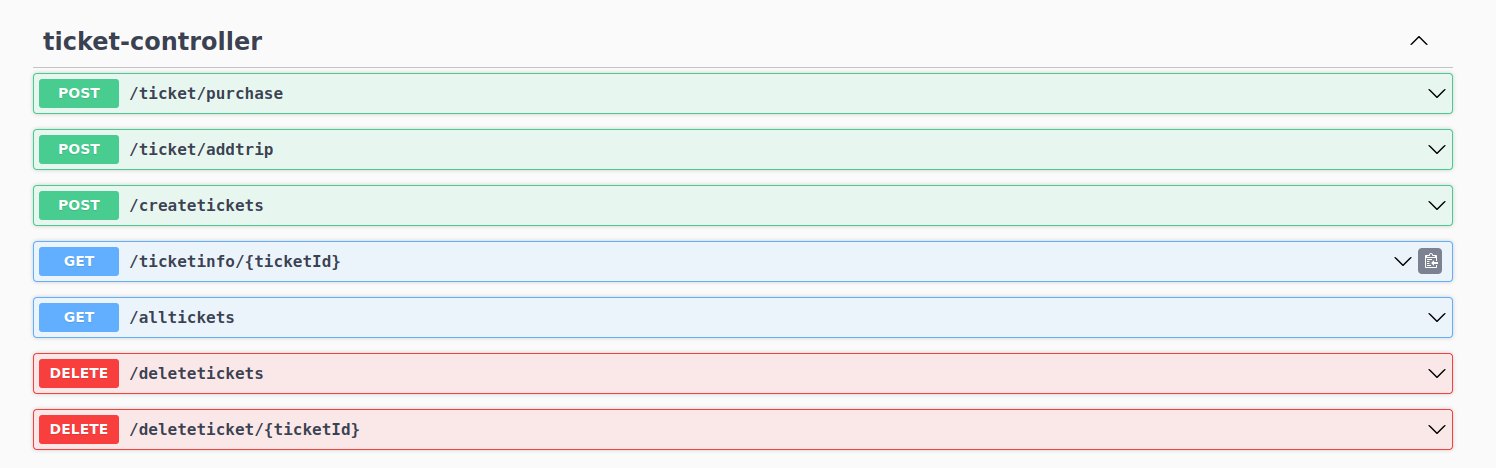 ticket-controller
POST /ticket/purchase
POST /ticket/addtrip
POST /createtickets
GET /ticketinfo/{ticketId}
GET /alltickets
DELETE /deletetickets
DELETE /deleteticket/{ticketId}